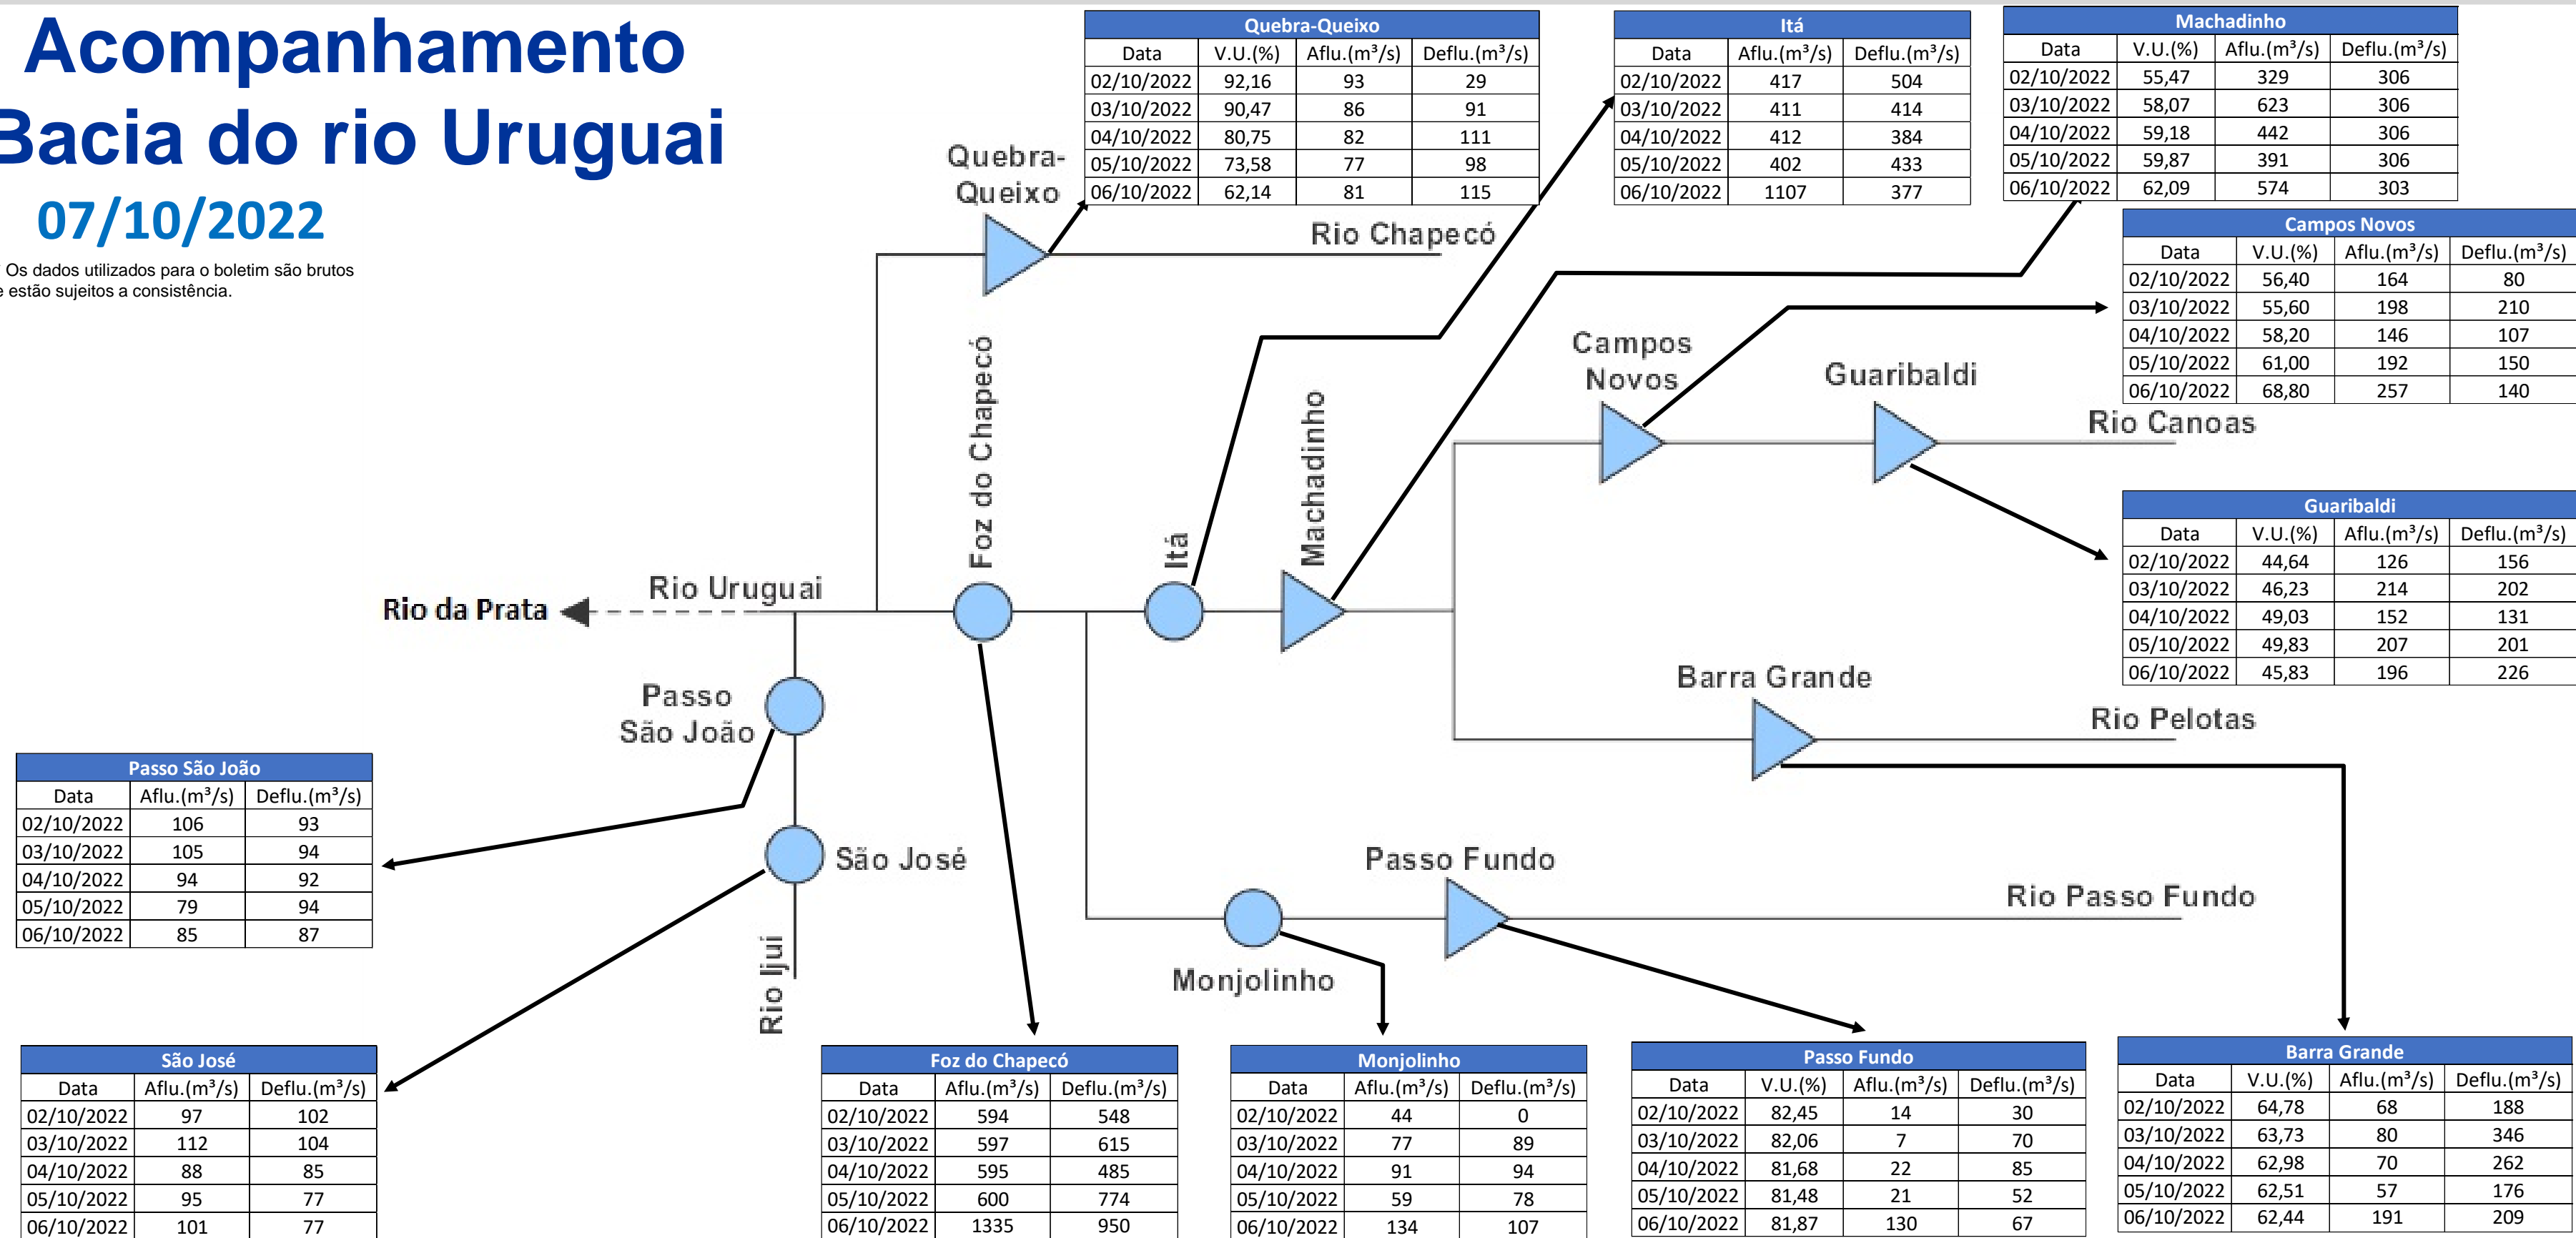 Acompanhamento
Bacia do rio Uruguai
07/10/2022
* Os dados utilizados para o boletim são brutos
e estão sujeitos a consistência.
Quebra-Queixo
Data V.U.(%) Aflu.(m³/s) Deflu.(m³/s)
02/10/2022 92,16 93 29
03/10/2022 90,47 86 91
04/10/2022 80,75 82 111
05/10/2022 73,58 77 98
06/10/2022 62,14 81 115
Itá
Data Aflu.(m³/s) Deflu.(m³/s)
02/10/2022 417 504
03/10/2022 411 414
04/10/2022 412 384
05/10/2022 402 433
06/10/2022 1107 377
Machadinho
Data V.U.(%) Aflu.(m³/s) Deflu.(m³/s)
02/10/2022 55,47 329 306
03/10/2022 58,07 623 306
04/10/2022 59,18 442 306
05/10/2022 59,87 391 306
06/10/2022 62,09 574 303
Campos Novos
Data V.U.(%) Aflu.(m³/s) Deflu.(m³/s)
02/10/2022 56,40 164 80
03/10/2022 55,60 198 210
04/10/2022 58,20 146 107
05/10/2022 61,00 192 150
06/10/2022 68,80 257 140
Guaribaldi
Data V.U.(%) Aflu.(m³/s) Deflu.(m³/s)
02/10/2022 44,64 126 156
03/10/2022 46,23 214 202
04/10/2022 49,03 152 131
05/10/2022 49,83 207 201
06/10/2022 45,83 196 226
Quebra-
Queixo
Rio Chapecó
Foz do Chapecó
Itá
Machadinho
Campos
Novos
Guaribaldi
Rio Canoas
Rio Uruguai
Rio da Prata
Passo
São João
São José
Rio Ijuí
Barra Grande
Rio Pelotas
Passo Fundo
Rio Passo Fundo
Monjolinho
Passo São João
Data Aflu.(m³/s) Deflu.(m³/s)
02/10/2022 106 93
03/10/2022 105 94
04/10/2022 94 92
05/10/2022 79 94
06/10/2022 85 87
São José
Data Aflu.(m³/s) Deflu.(m³/s)
02/10/2022 97 102
03/10/2022 112 104
04/10/2022 88 85
05/10/2022 95 77
06/10/2022 101 77
Foz do Chapecó
Data Aflu.(m³/s) Deflu.(m³/s)
02/10/2022 594 548
03/10/2022 597 615
04/10/2022 595 485
05/10/2022 600 774
06/10/2022 1335 950
Monjolinho
Data Aflu.(m³/s) Deflu.(m³/s)
02/10/2022 44 0
03/10/2022 77 89
04/10/2022 91 94
05/10/2022 59 78
06/10/2022 134 107
Passo Fundo
Data V.U.(%) Aflu.(m³/s) Deflu.(m³/s)
02/10/2022 82,45 14 30
03/10/2022 82,06 7 70
04/10/2022 81,68 22 85
05/10/2022 81,48 21 52
06/10/2022 81,87 130 67
Barra Grande
Data V.U.(%) Aflu.(m³/s) Deflu.(m³/s)
02/10/2022 64,78 68 188
03/10/2022 63,73 80 346
04/10/2022 62,98 70 262
05/10/2022 62,51 57 176
06/10/2022 62,44 191 209